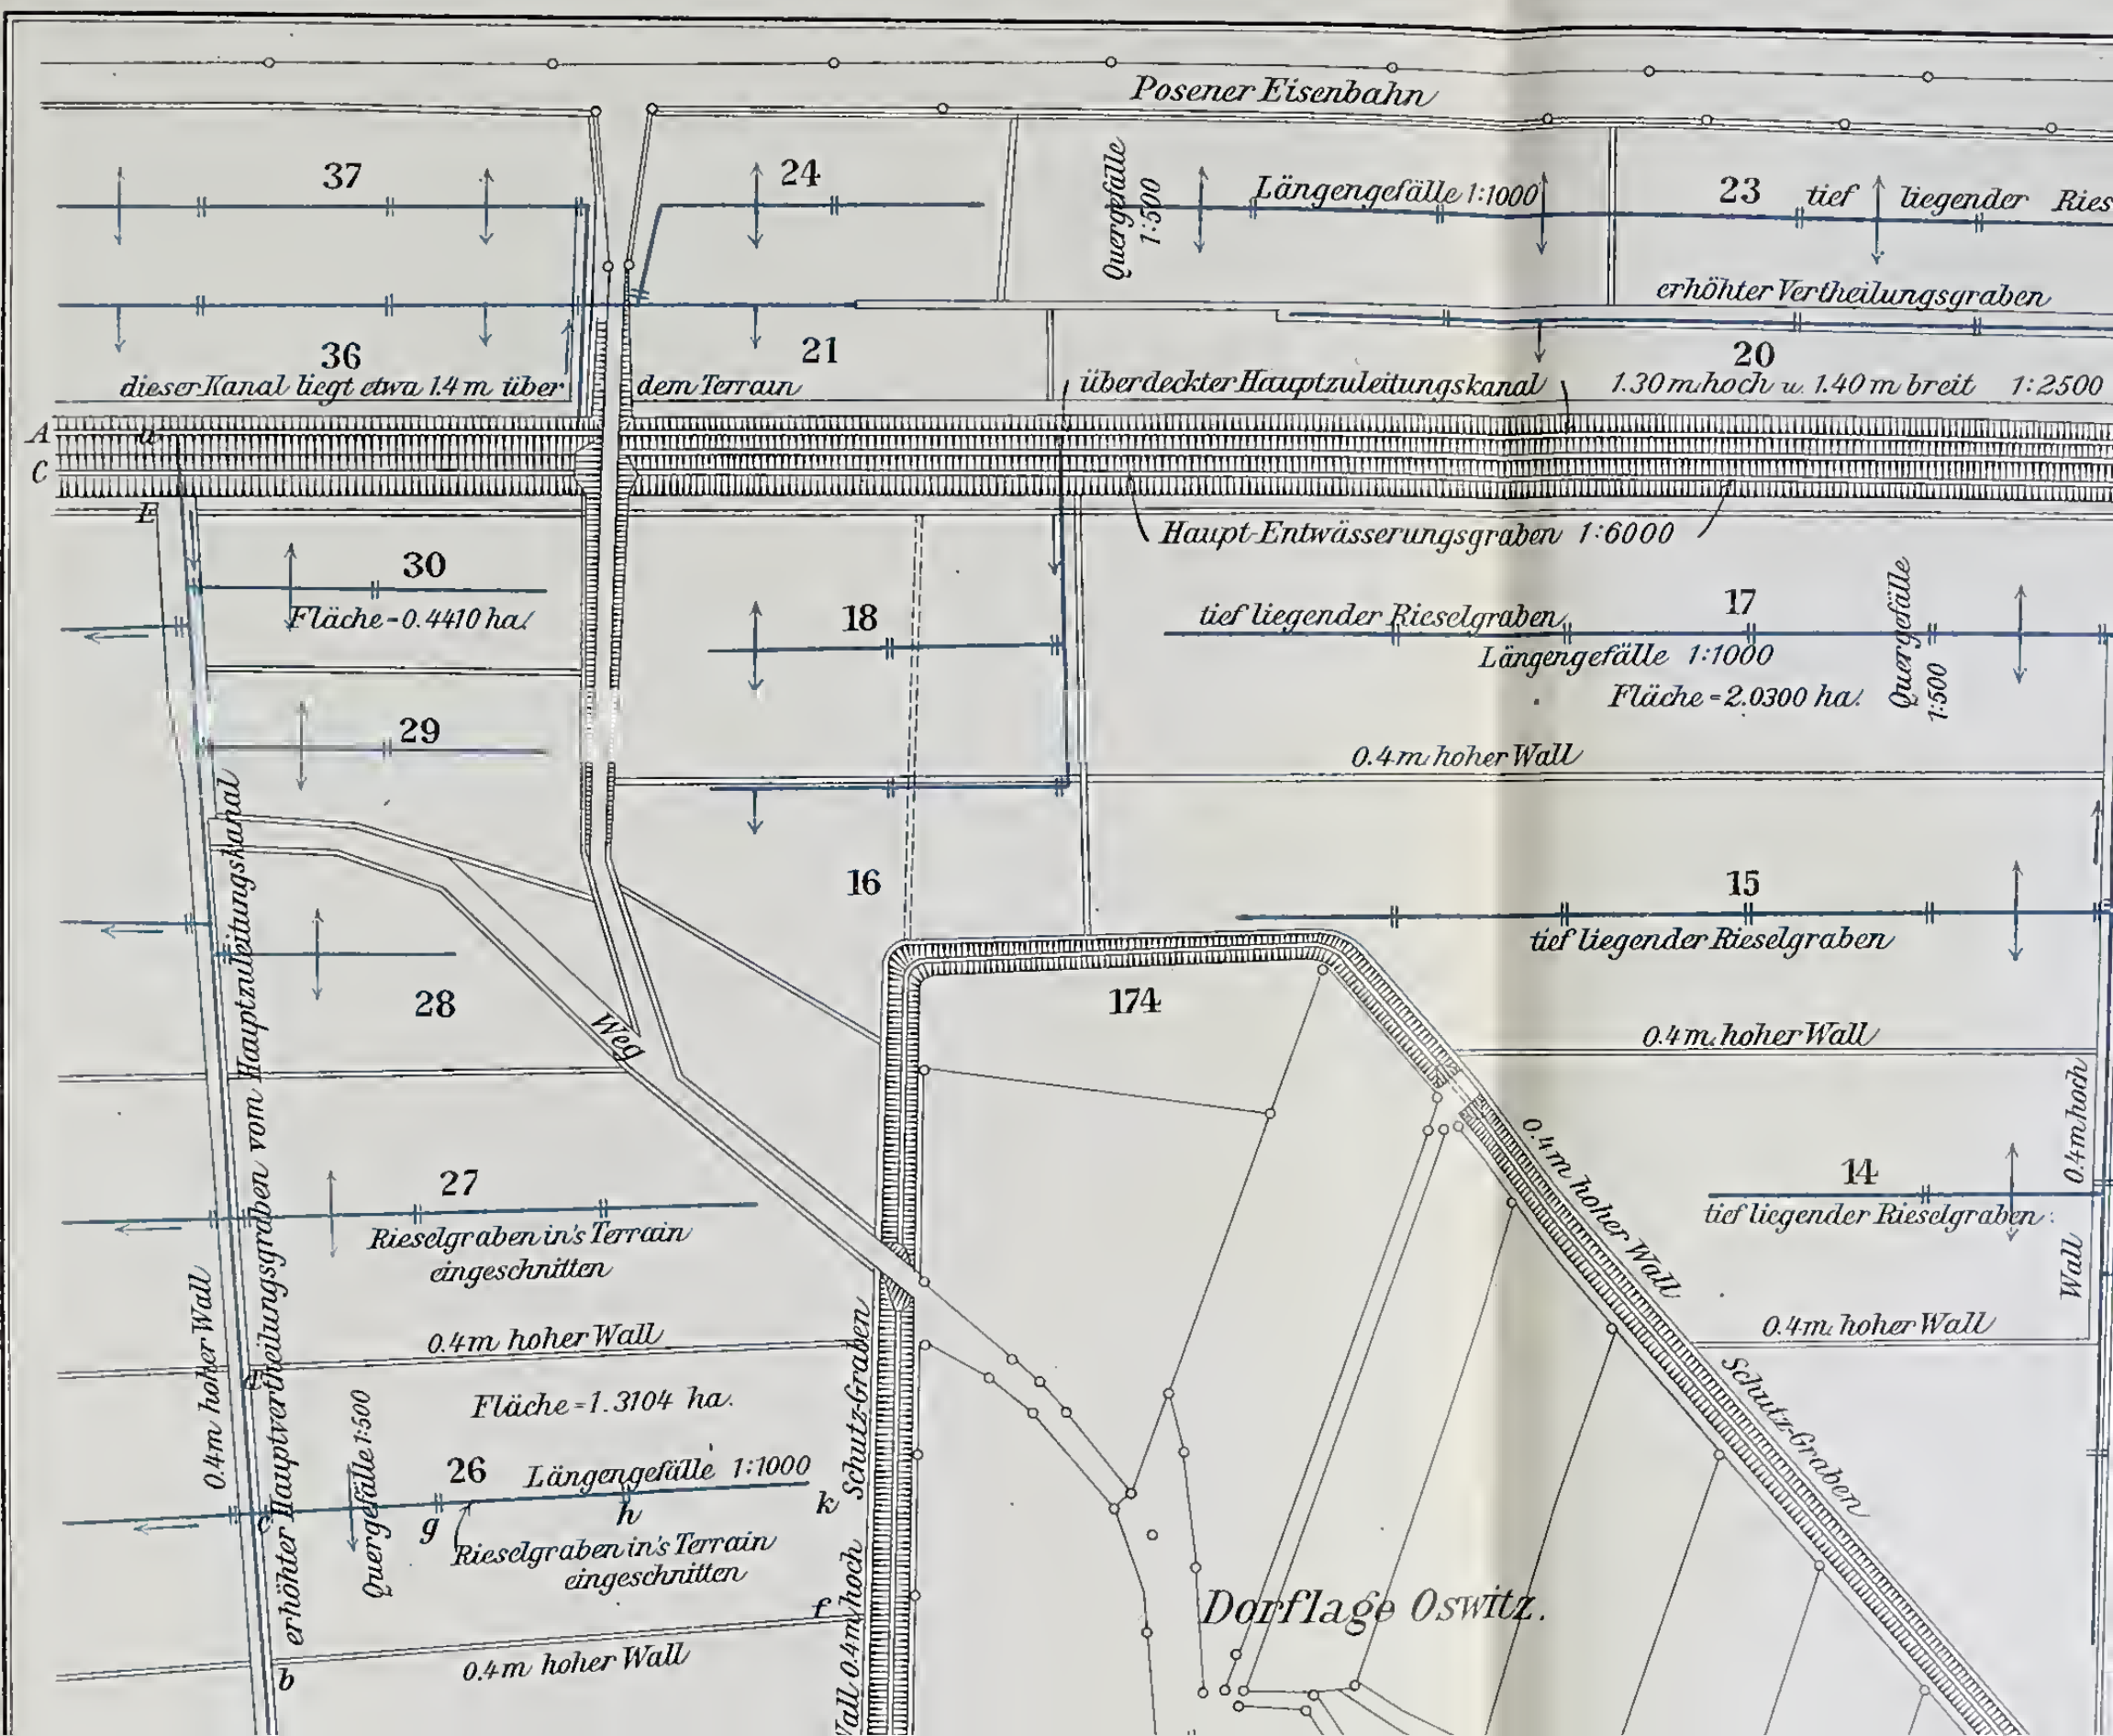 Posener Eisenbahn
37
24
Quergefälle
1:500
Längengefälle 1:1000
23
tief liegender Ries
erhöhter Vertheilungsgraben
36
21
20
dieser Kanal liegt etwa 1.4 m über dem Terrain
überdeckter Hauptzuleitungskanal 1.30 m hoch u. 1.40 m breit 1:2500
A
a
C
E
Haupt-Entwässerungsgraben 1:6000
30
Fläche = 0.4410 ha.
18
17
tief liegender Rieselgraben
Längengefälle 1:1000
Fläche = 2.0300 ha.
Quergefälle
1:500
29
0.4 m hoher Wall
16
15
tief liegender Rieselgraben
28
Weg
174
0.4 m hoher Wall
0.4 m hoch
Wall
0.4 m hoher Wall
14
tief liegender Rieselgraben
27
Rieselgraben in's Terrain
eingeschnitten
0.4 m hoher Wall
0.4 m hoher Wall
0.4 m hoher Wall
erhöhter Hauptvertheilungsgraben vom Hauptzuleitungskanal
d
Fläche = 1.3104 ha.
Schutz-Graben
Schutz-Graben
Quergefälle 1:500
26
Längengefälle 1:1000
c
g
h
k
Rieselgraben in's Terrain
eingeschnitten
Dorflage Oswitz.
f
Wall 0.4 m hoch
0.4 m hoher Wall
b